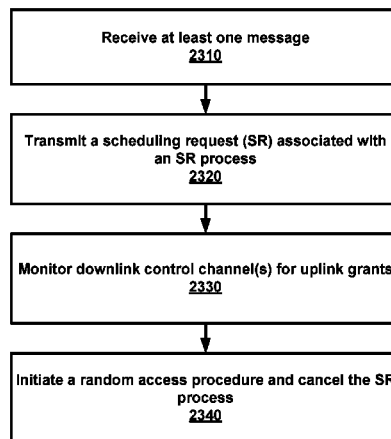 Receive at least one message
2310
Transmit a scheduling request (SR) associated with
an SR process
2320
Monitor downlink control channel(s) for uplink grants
2330
Initiate a random access procedure and cancel the SR
process
2340